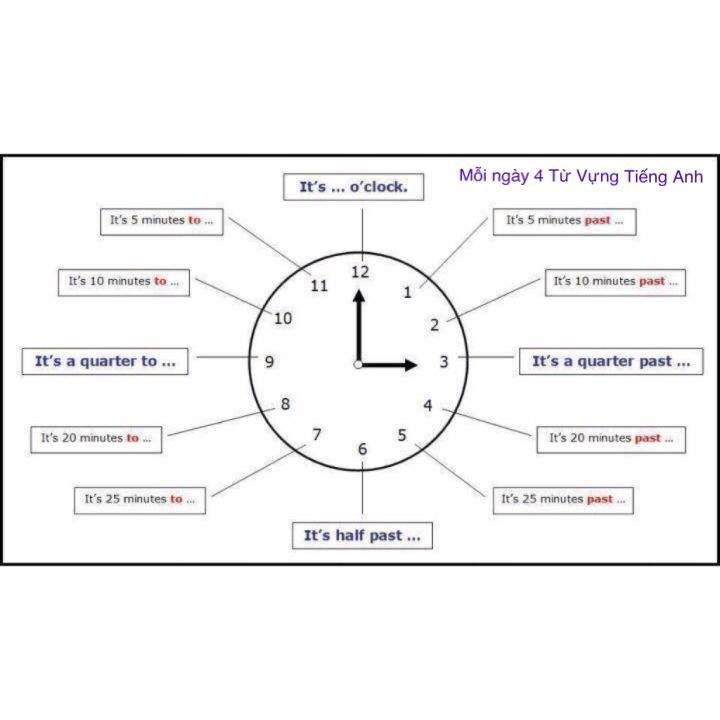 Mỗi ngày 4 Từ Vựng Tiếng Anh
It's ... o'clock.
It's 5 minutes to ...
It's 5 minutes past ...
It's 10 minutes to ...
It's 10 minutes past ...
It's a quarter to ...
It's a quarter past ...
It's 20 minutes to ...
It's 20 minutes past ...
It's 25 minutes to ...
It's 25 minutes past ...
It's half past ...
12
1
2
3
4
5
6
7
8
9
10
11